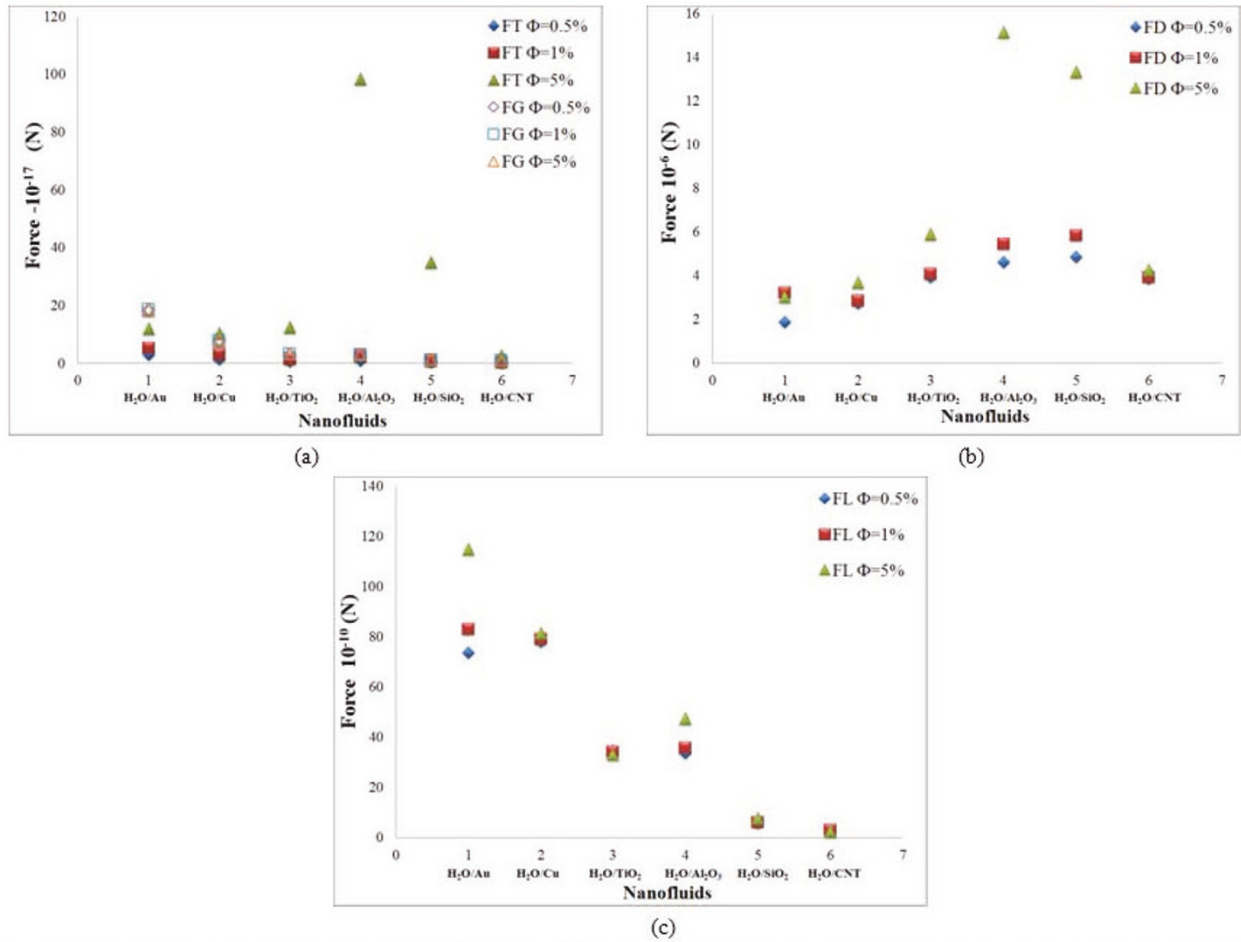 120
100
80
60
40
20
0
Force -10⁻¹⁷ (N)
FT Φ=0.5%
FT Φ=1%
FT Φ=5%
FG Φ=0.5%
FG Φ=1%
FG Φ=5%
0 1 2 3 4 5 6 7
H₂O/Au H₂O/Cu H₂O/TiO₂ H₂O/Al₂O₃ H₂O/SiO₂ H₂O/CNT
Nanofluids
(a)
16
14
12
10
8
6
4
2
0
Force 10⁻⁶ (N)
FD Φ=0.5%
FD Φ=1%
FD Φ=5%
0 1 2 3 4 5 6 7
H₂O/Au H₂O/Cu H₂O/TiO₂ H₂O/Al₂O₃ H₂O/SiO₂ H₂O/CNT
Nanofluids
(b)
140
120
100
80
60
40
20
0
Force 10⁻¹⁰ (N)
FL Φ=0.5%
FL Φ=1%
FL Φ=5%
0 1 2 3 4 5 6 7
H₂O/Au H₂O/Cu H₂O/TiO₂ H₂O/Al₂O₃ H₂O/SiO₂ H₂O/CNT
Nanofluids
(c)